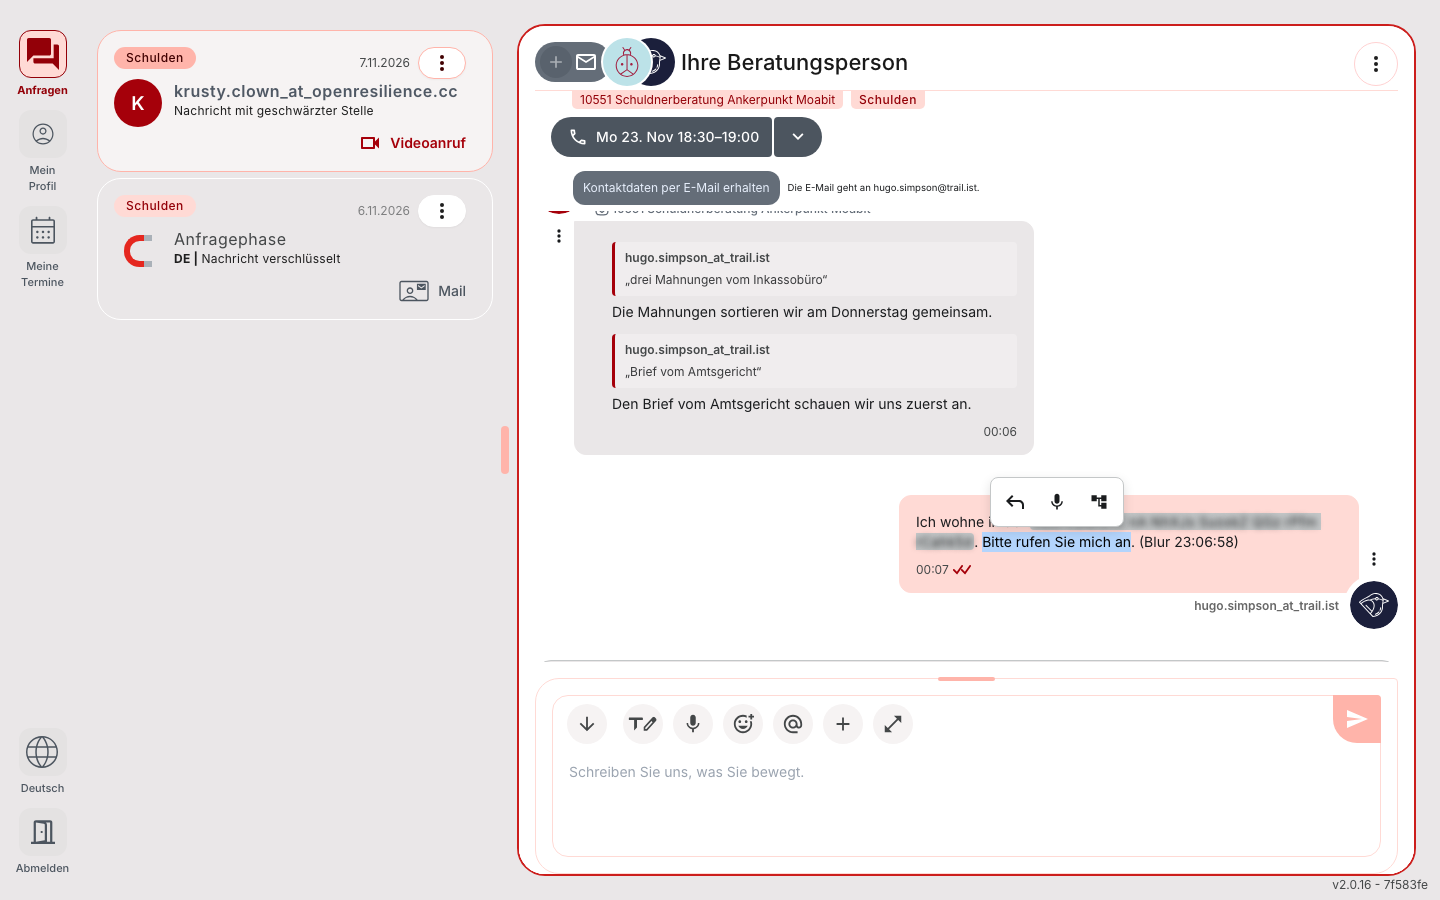 Anfragen
Mein
Profil
Meine
Termine
Deutsch
Abmelden
Schulden
7.11.2026
K
krusty.clown_at_openresilience.cc
Nachricht mit geschwärzter Stelle
Videoanruf
Schulden
6.11.2026
Anfragephase
DE | Nachricht verschlüsselt
Mail
Ihre Beratungsperson
10551 Schuldnerberatung Ankerpunkt Moabit
Schulden
Mo 23. Nov 18:30–19:00
Kontaktdaten per E-Mail erhalten
Die E-Mail geht an hugo.simpson@trail.ist.
10551 Schuldnerberatung Ankerpunkt Moabit
hugo.simpson_at_trail.ist
„drei Mahnungen vom Inkassobüro“
Die Mahnungen sortieren wir am Donnerstag gemeinsam.
hugo.simpson_at_trail.ist
„Brief vom Amtsgericht“
Den Brief vom Amtsgericht schauen wir uns zuerst an.
00:06
Ich wohne
. Bitte rufen Sie mich an. (Blur 23:06:58)
00:07
hugo.simpson_at_trail.ist
Schreiben Sie uns, was Sie bewegt.
v2.0.16 - 7f583fe